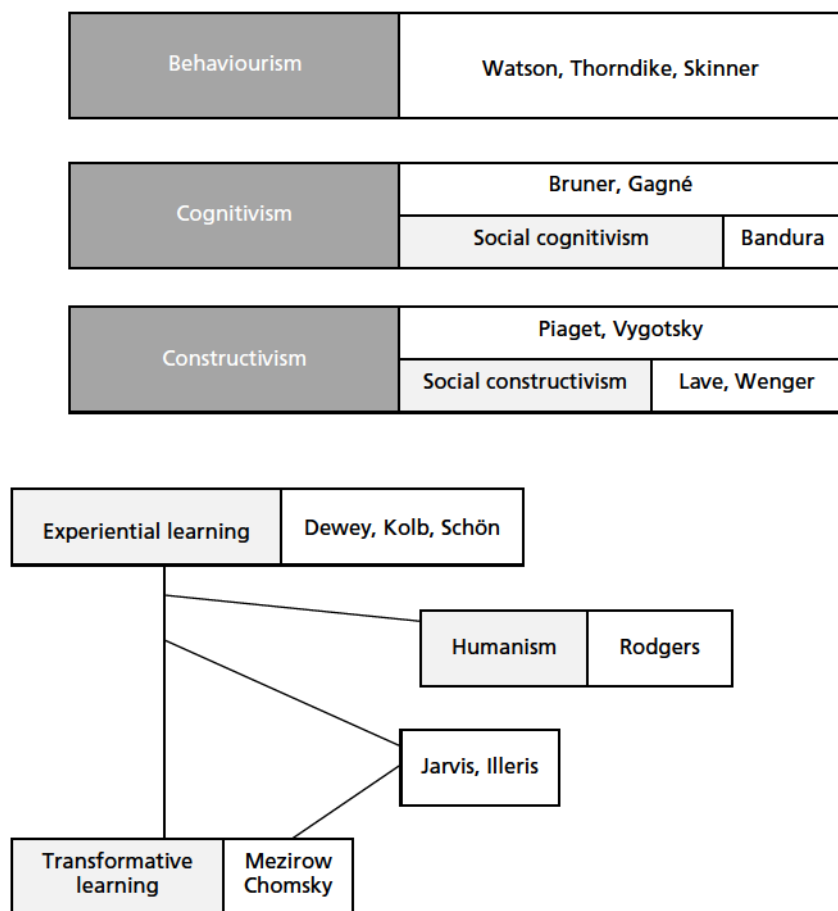 Behaviourism
Watson, Thorndike, Skinner
Cognitivism
Bruner, Gagné
Social cognitivism
Bandura
Constructivism
Piaget, Vygotsky
Social constructivism
Lave, Wenger
Experiential learning
Dewey, Kolb, Schön
Humanism
Rodgers
Jarvis, Illeris
Transformative
learning
Mezirow
Chomsky